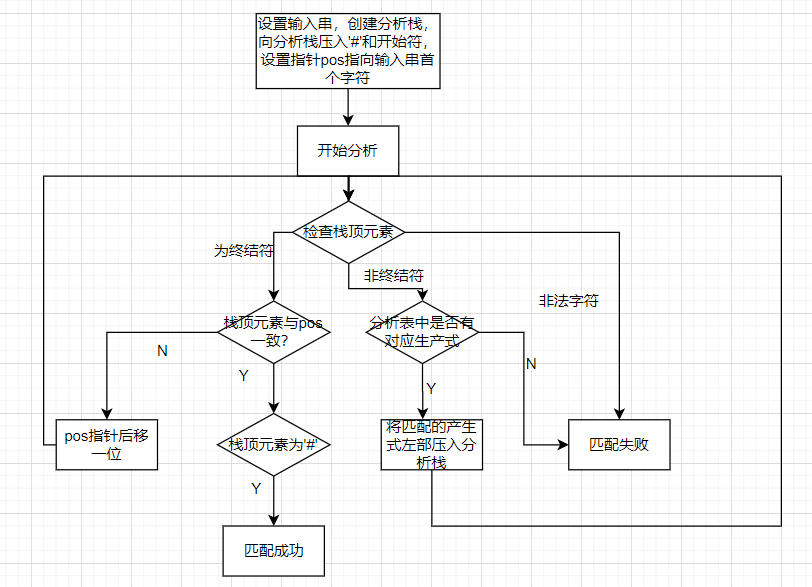 设置输入串，创建分析栈，
向分析栈压入'#'和开始符，
设置指针pos指向输入串首
个字符
开始分析
检查栈顶元素
为终结符
非终结符
非法字符
栈顶元素与pos
一致？
分析表中是否有
对应生产式
N
Y
Y
N
pos指针后移
一位
栈顶元素为'#'
将匹配的产生
式左部压入分
析栈
匹配失败
Y
匹配成功